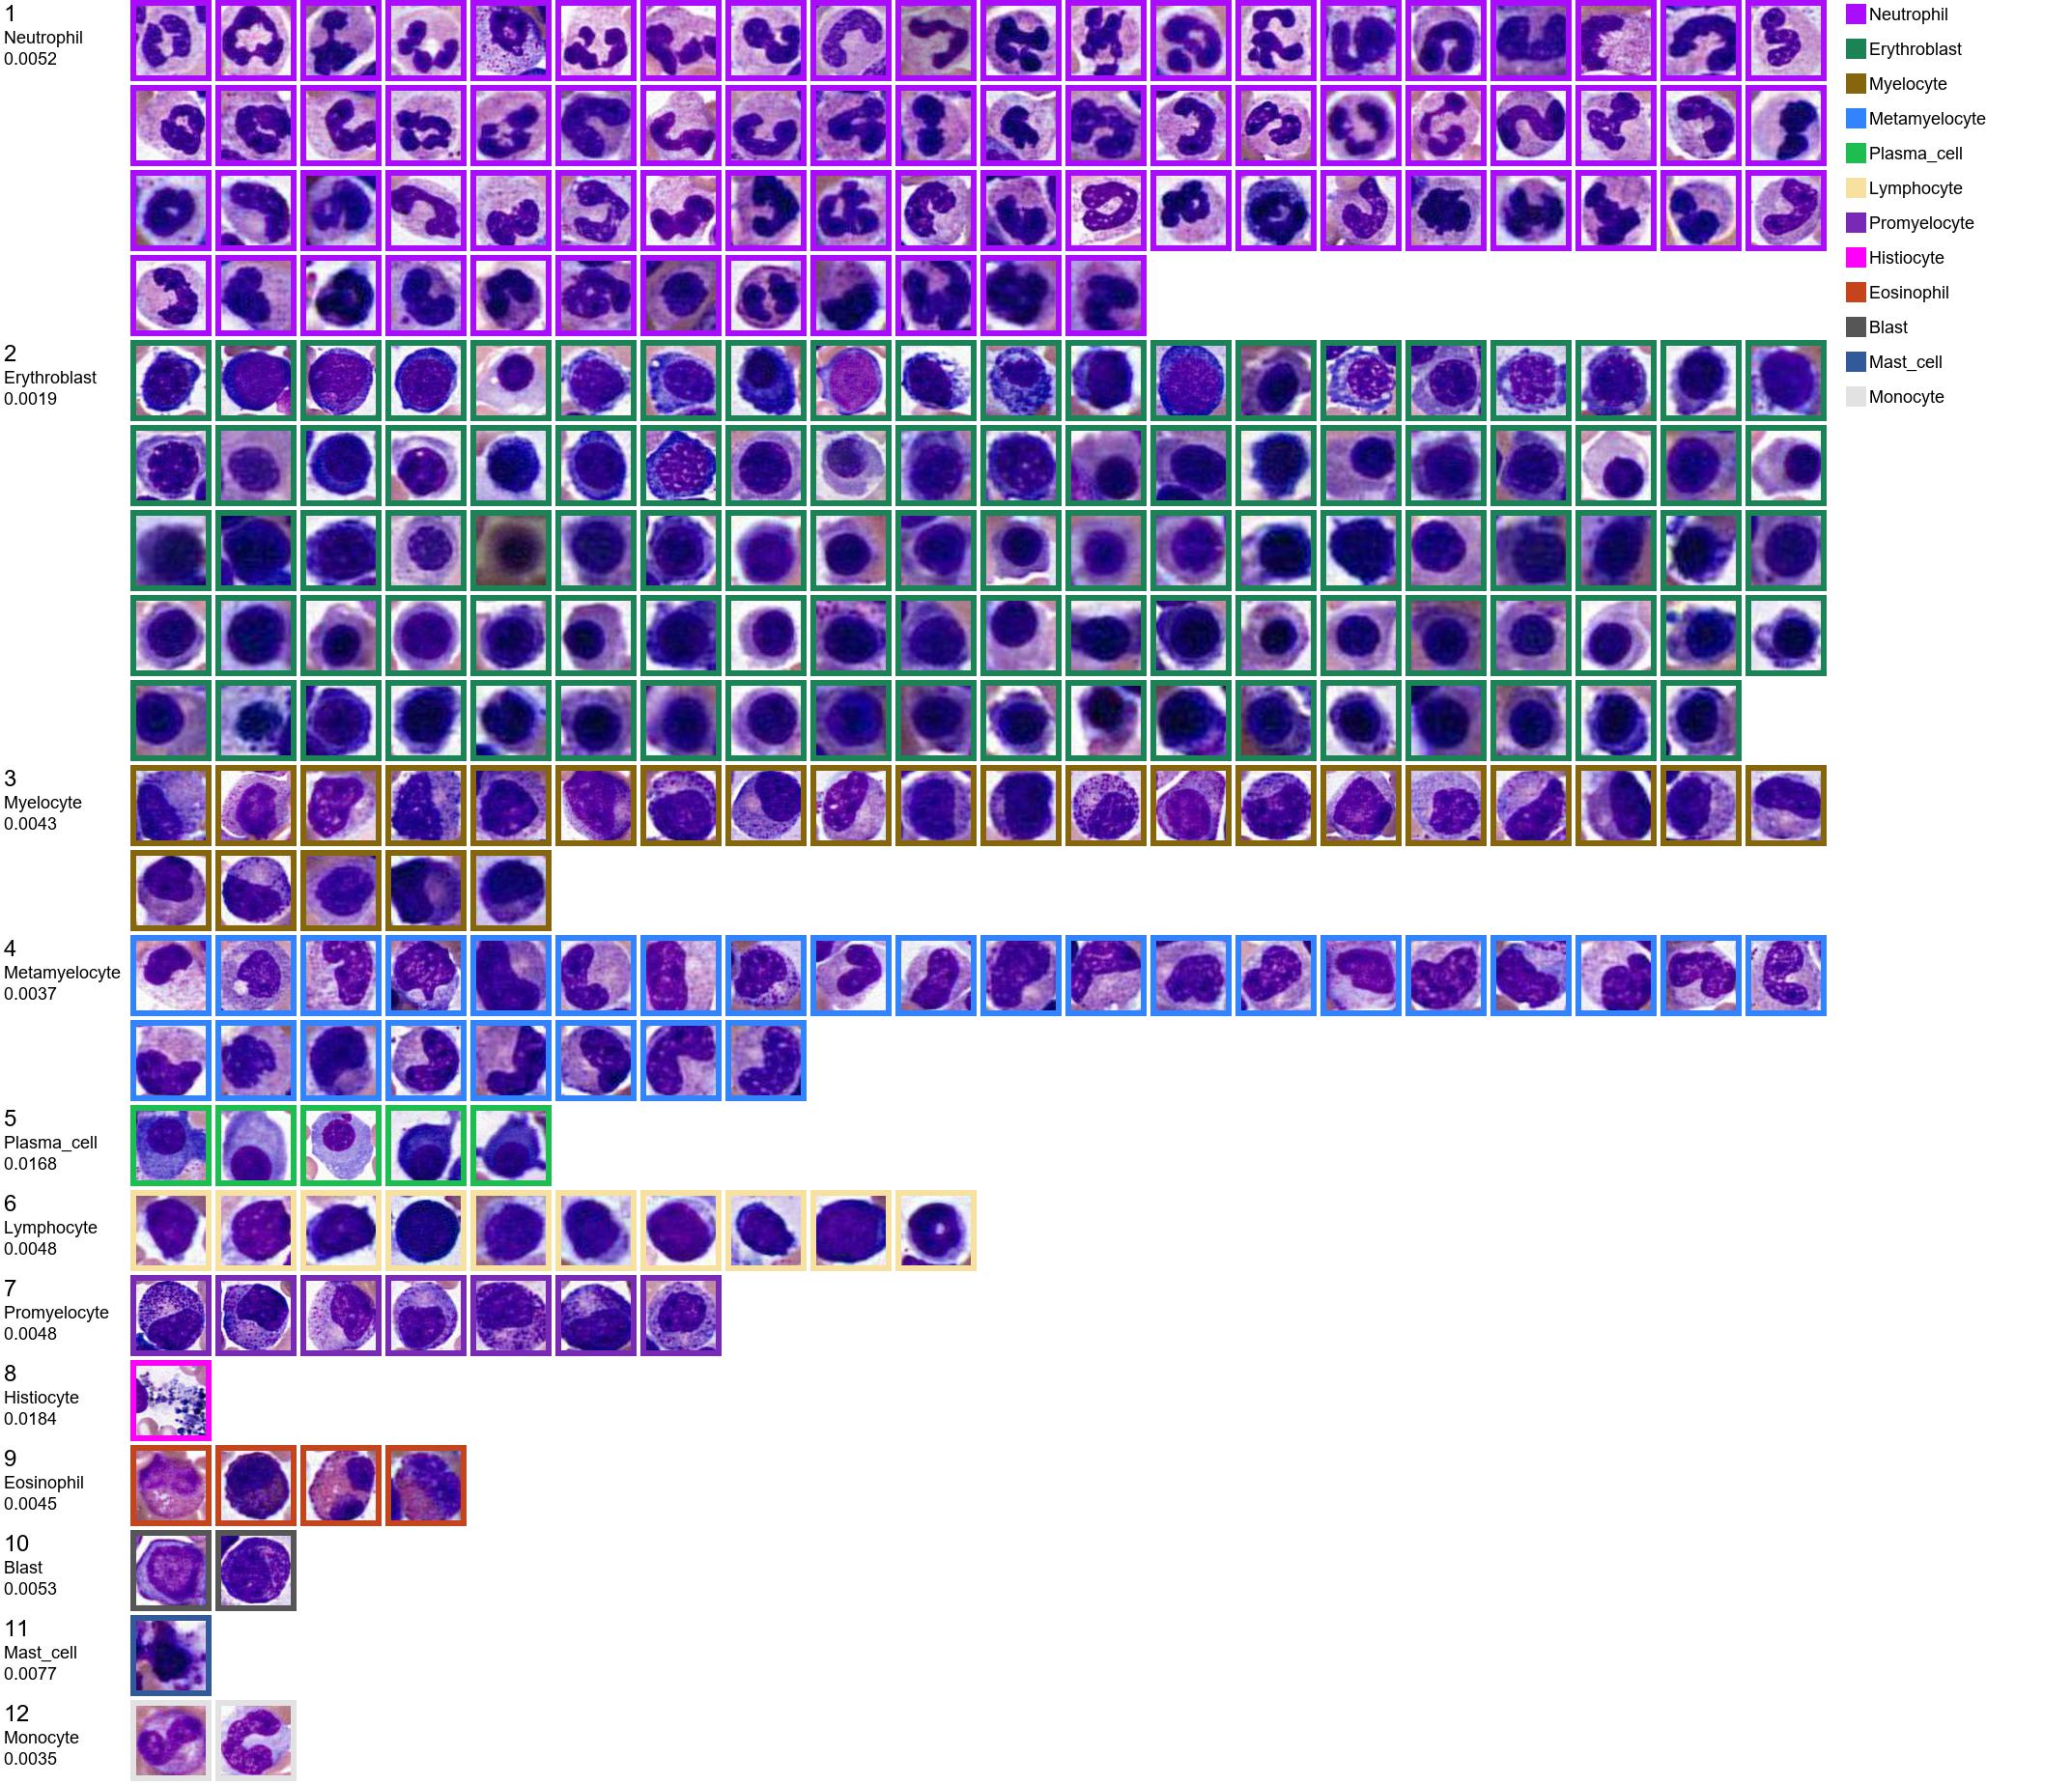 1
Neutrophil
0.0052
2
Erythroblast
0.0019
3
Myelocyte
0.0043
4
Metamyelocyte
0.0037
5
Plasma_cell
0.0168
6
Lymphocyte
0.0048
7
Promyelocyte
0.0048
8
Histiocyte
0.0184
9
Eosinophil
0.0045
10
Blast
0.0053
11
Mast_cell
0.0077
12
Monocyte
0.0035
Neutrophil
Erythroblast
Myelocyte
Metamyelocyte
Plasma_cell
Lymphocyte
Promyelocyte
Histiocyte
Eosinophil
Blast
Mast_cell
Monocyte